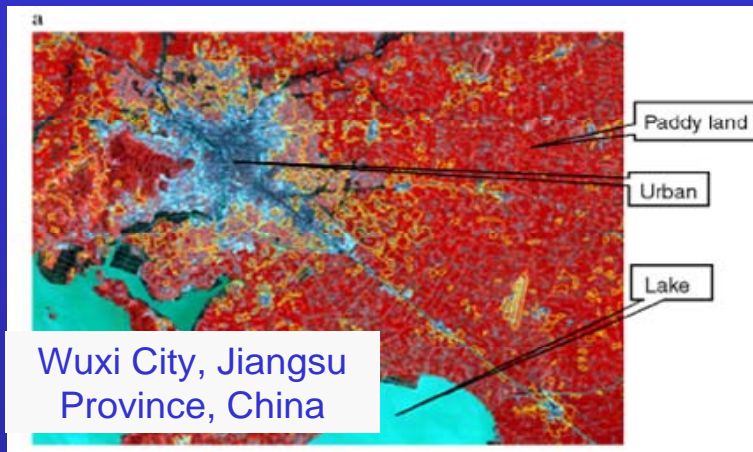 a
Paddy land
Urban
Lake
Wuxi City, Jiangsu
Province, China